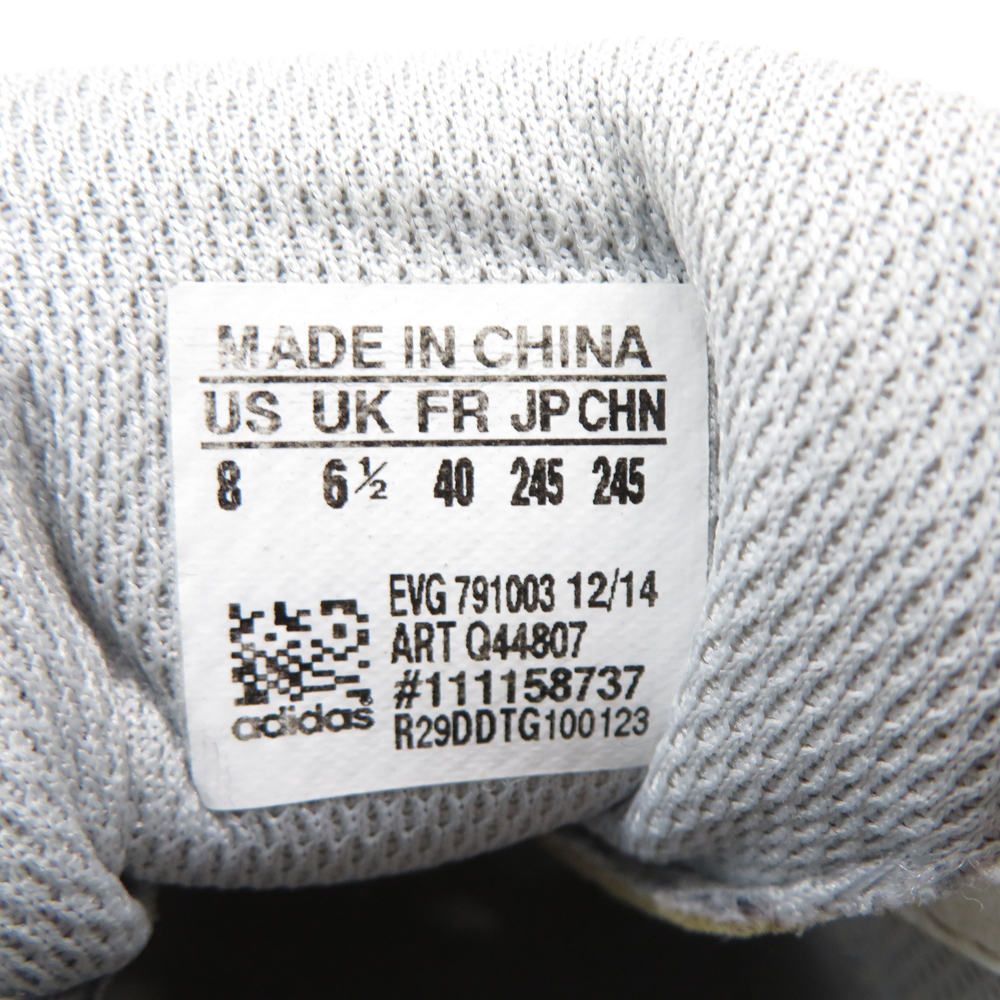 MADE IN CHINA
US UK FR JP CHN
8 6½ 40 245 245
EVG 791003 12/14
ART Q44807
#111158737
R29DDTG100123
adidas